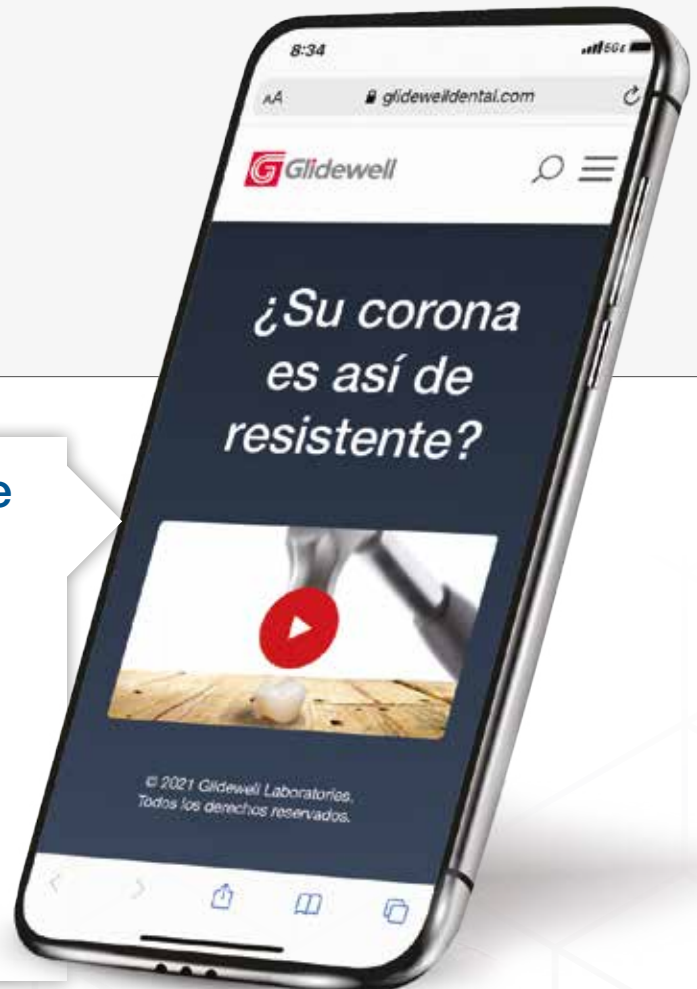 8:34
5Gε
AA glidewelldental.com
Glidewell
¿Su corona
es así de
resistente?
e
© 2021 Glidewell Laboratories.
Todos los derechos reservados.